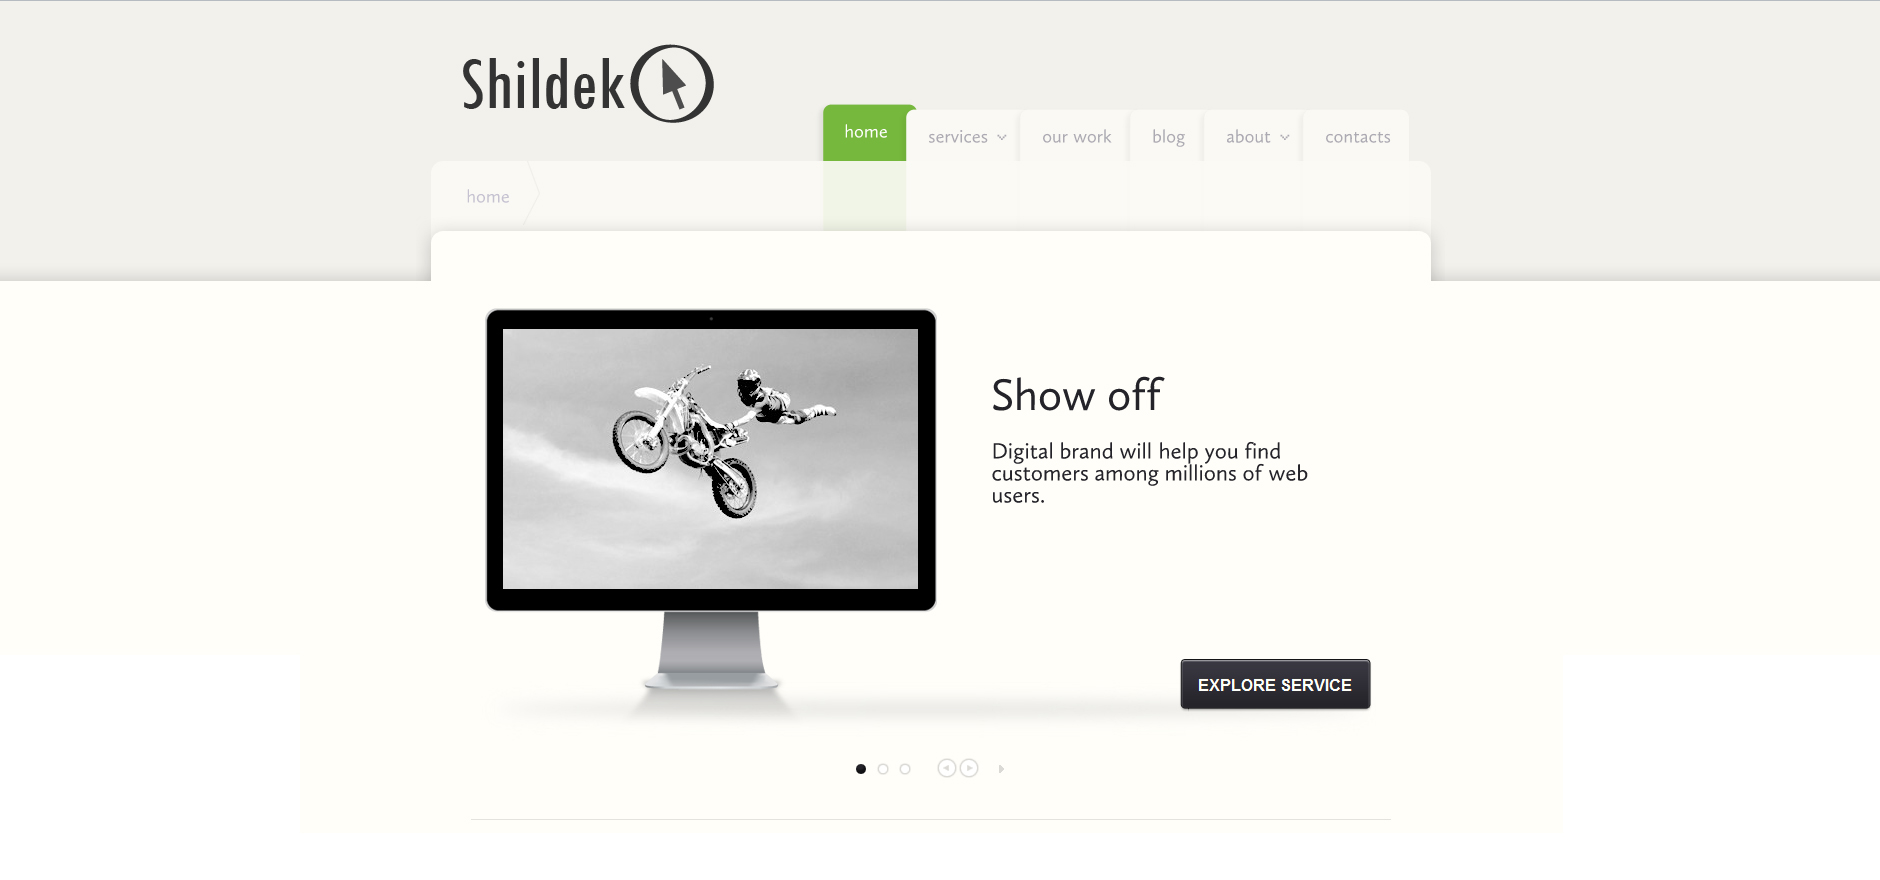 Shildek
home
services
our work
blog
about
contacts
home
Show off
Digital brand will help you find
customers among millions of web
users.
EXPLORE SERVICE